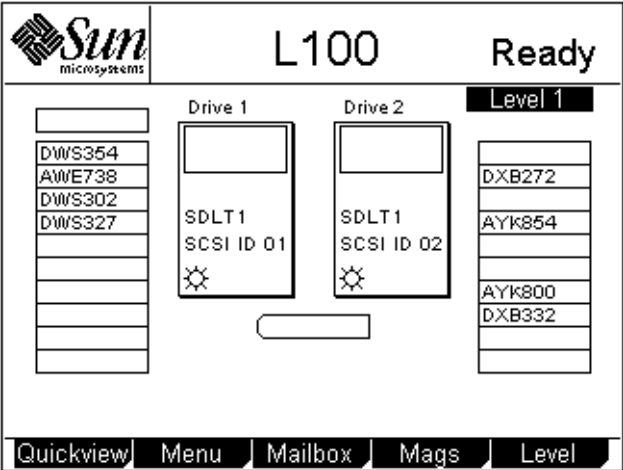 Sun
microsystems
L100
Ready
Level 1
Drive 1
Drive 2
DWS354
AWE738
DWS302
DWS327
SDLT1
SCSI ID 01
SDLT1
SCSI ID 02
DXB272
AYK854
AYK800
DXB332
Quickview
Menu
Mailbox
Mags
Level